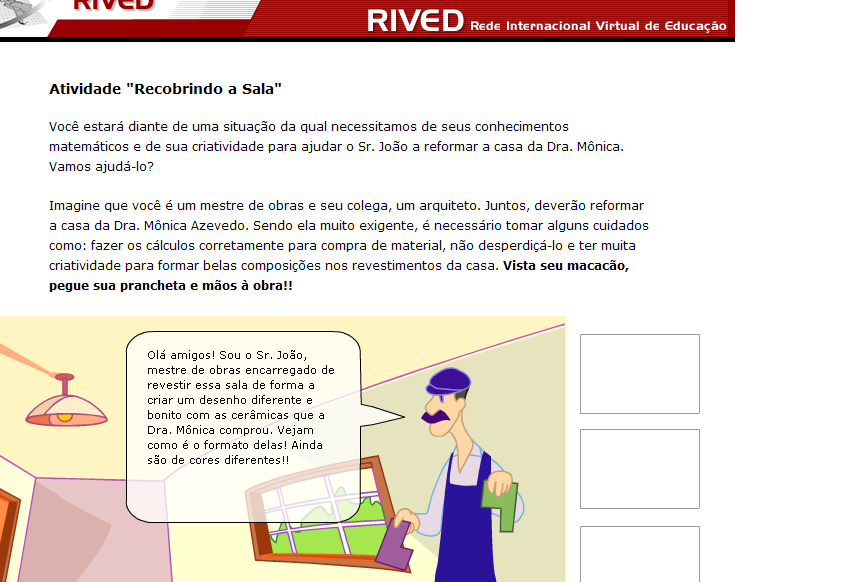 RIVED
RIVED Rede Internacional Virtual de Educação
Atividade "Recobrindo a Sala"
Você estará diante de uma situação da qual necessitamos de seus conhecimentos
matemáticos e de sua criatividade para ajudar o Sr. João a reformar a casa da Dra. Mônica.
Vamos ajudá-lo?
Imagine que você é um mestre de obras e seu colega, um arquiteto. Juntos, deverão reformar
a casa da Dra. Mônica Azevedo. Sendo ela muito exigente, é necessário tomar alguns cuidados
como: fazer os cálculos corretamente para compra de material, não desperdiçá-lo e ter muita
criatividade para formar belas composições nos revestimentos da casa. Vista seu macacão,
pegue sua prancheta e mãos à obra!!
Olá amigos! Sou o Sr. João,
mestre de obras encarregado de
revestir essa sala de forma a
criar um desenho diferente e
bonito com as cerâmicas que a
Dra. Mônica comprou. Vejam
como é o formato delas! Ainda
são de cores diferentes!!